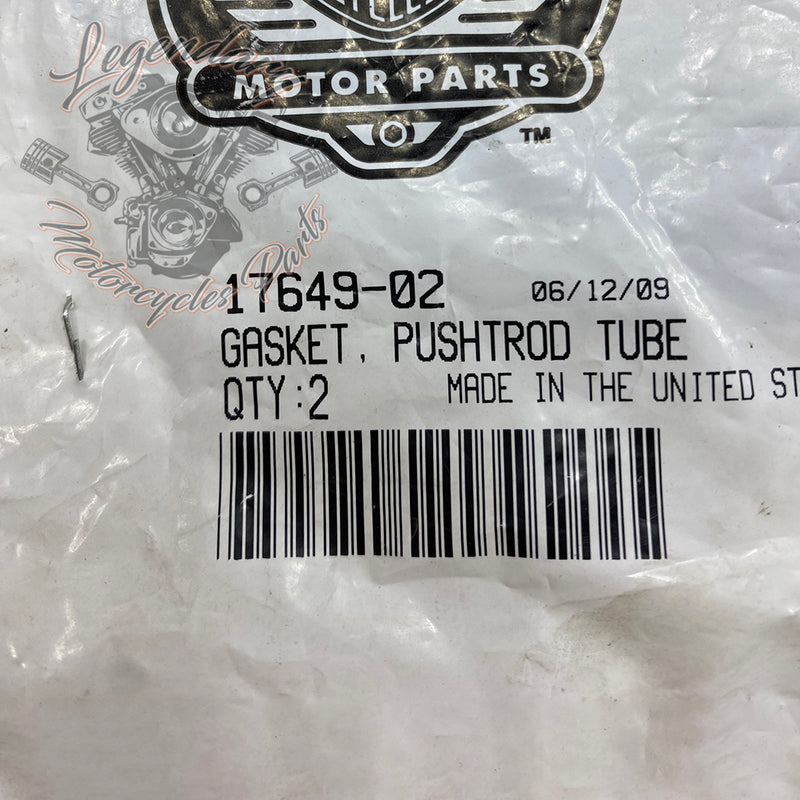 CYCLES
MOTOR PARTS
TM
Legendary
Motorcycles Parts
17649-02 06/12/09
GASKET, PUSHTROD TUBE
QTY:2 MADE IN THE UNITED ST